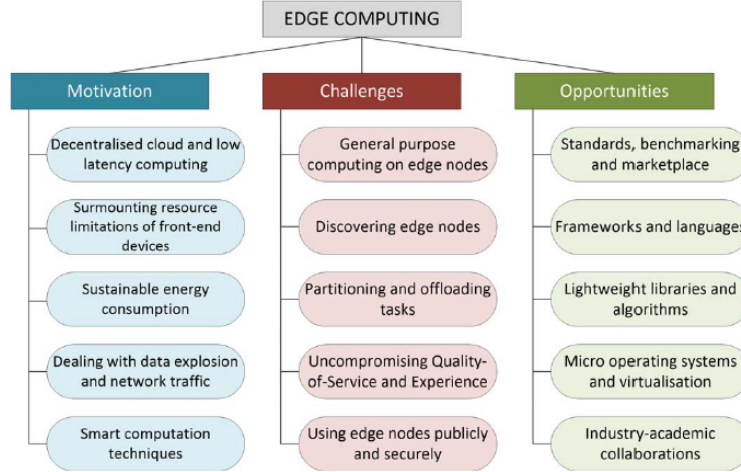 EDGE COMPUTING
Motivation
Decentralised cloud and low
latency computing
Surmounting resource
limitations of front-end
devices
Sustainable energy
consumption
Dealing with data explosion
and network traffic
Smart computation
techniques
Challenges
General purpose
computing on edge nodes
Discovering edge nodes
Partitioning and offloading
tasks
Uncompromising Quality-
of-Service and Experience
Using edge nodes publicly
and securely
Opportunities
Standards, benchmarking
and marketplace
Frameworks and languages
Lightweight libraries and
algorithms
Micro operating systems
and virtualisation
Industry-academic
collaborations